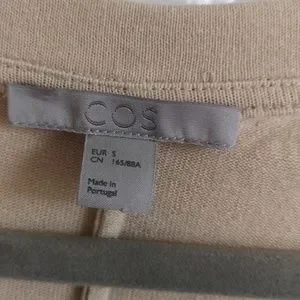 COS
EUR S
CN 165/88A
Made in
Portugal